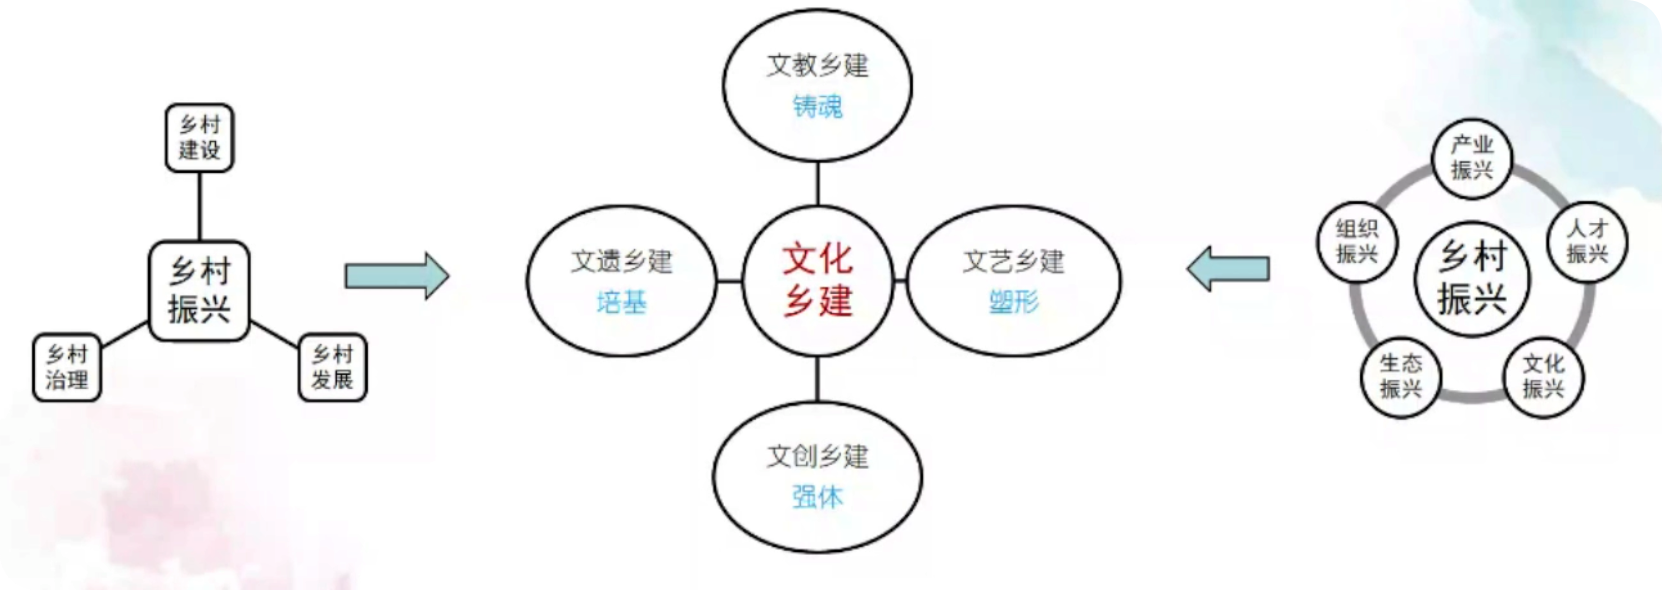 乡村
建设
乡村
振兴
乡村
治理
乡村
发展
文教乡建
铸魂
文遗乡建
培基
文化
乡建
文艺乡建
塑形
文创乡建
强体
产业
振兴
组织
振兴
人才
振兴
乡村
振兴
生态
振兴
文化
振兴